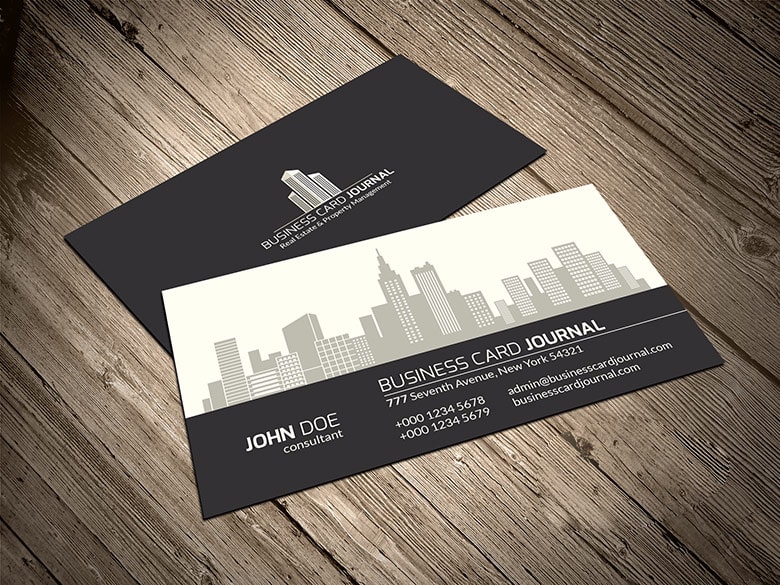 BUSINESS CARD JOURNAL
Real Estate & Property Management
BUSINESS CARD JOURNAL
777 Seventh Avenue, New York 54321
+000 1234 5678
+000 1234 5679
admin@businesscardjournal.com
businesscardjournal.com
JOHN DOE
consultant